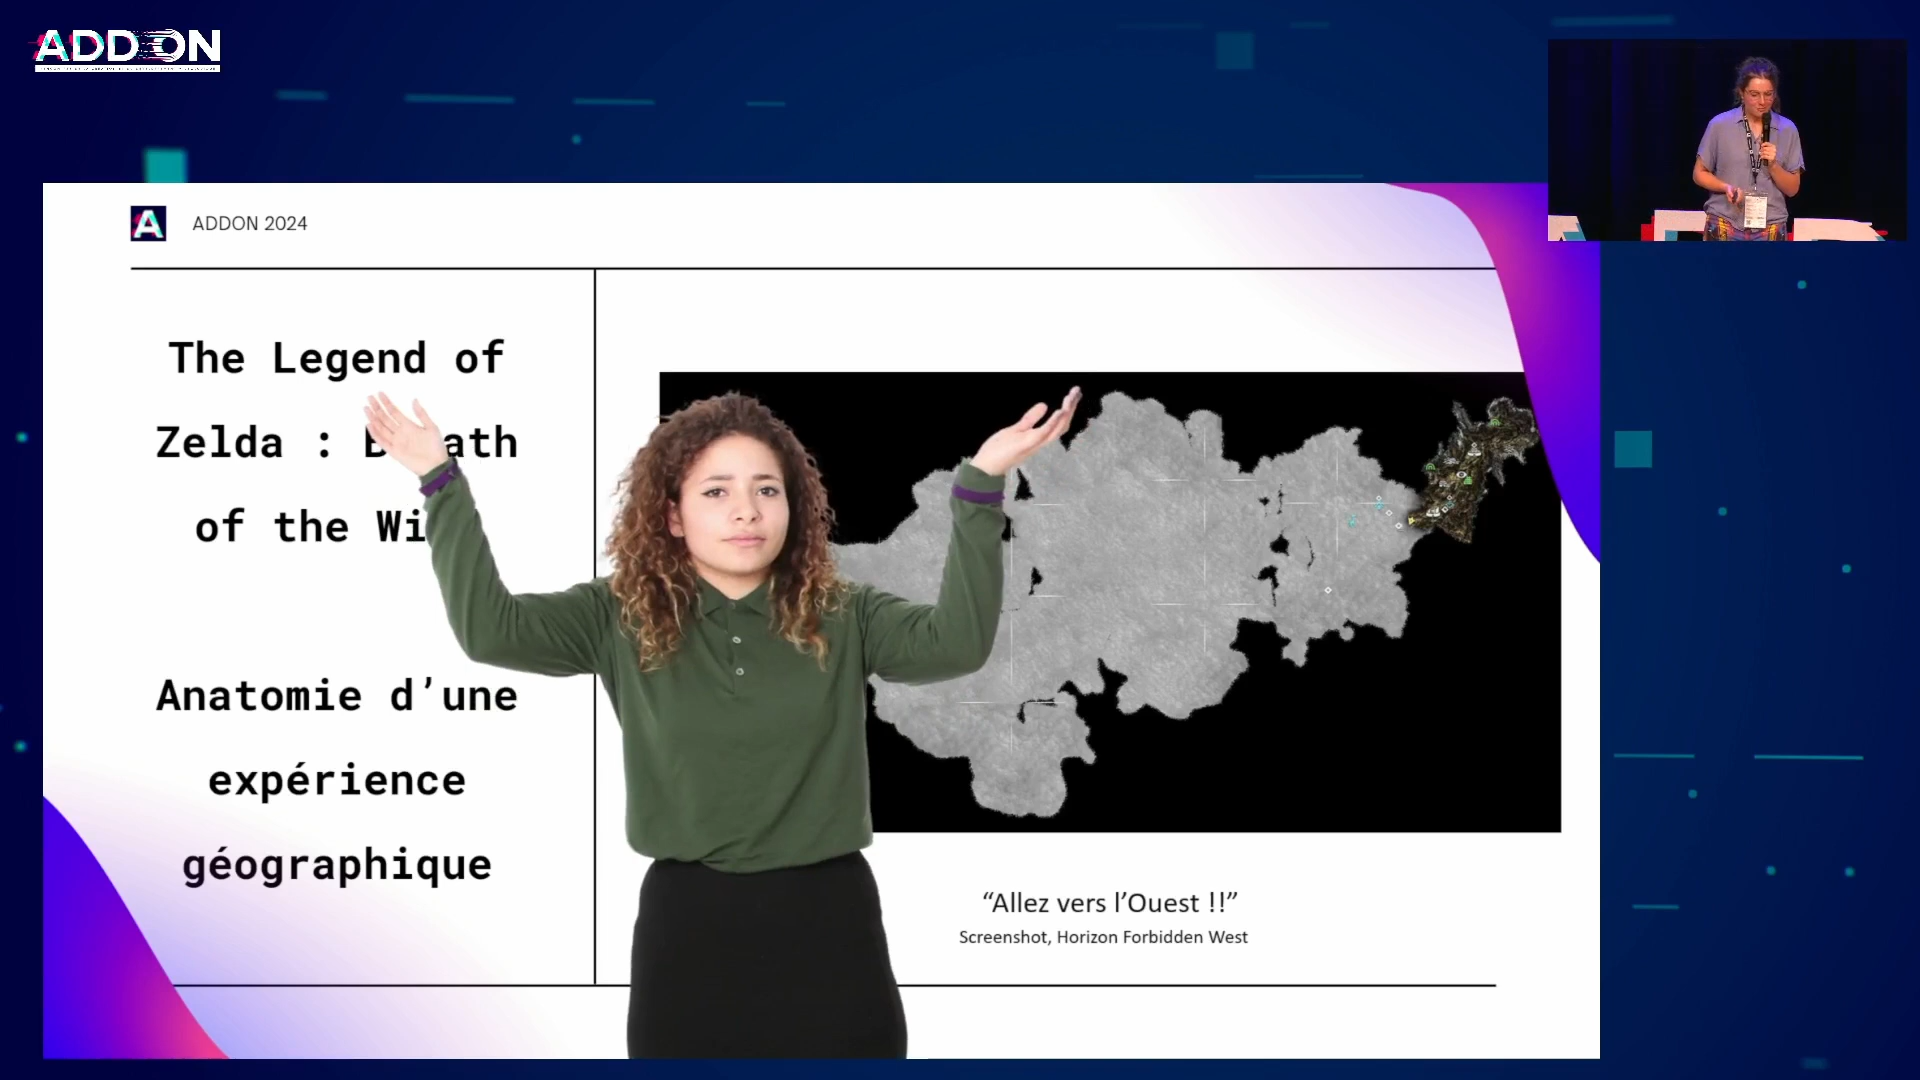 ADDON
A ADDON 2024
The Legend of
Zelda : B ath
of the Wi
Anatomie d’une
expérience
géographique
“Allez vers l’Ouest !!”
Screenshot, Horizon Forbidden West